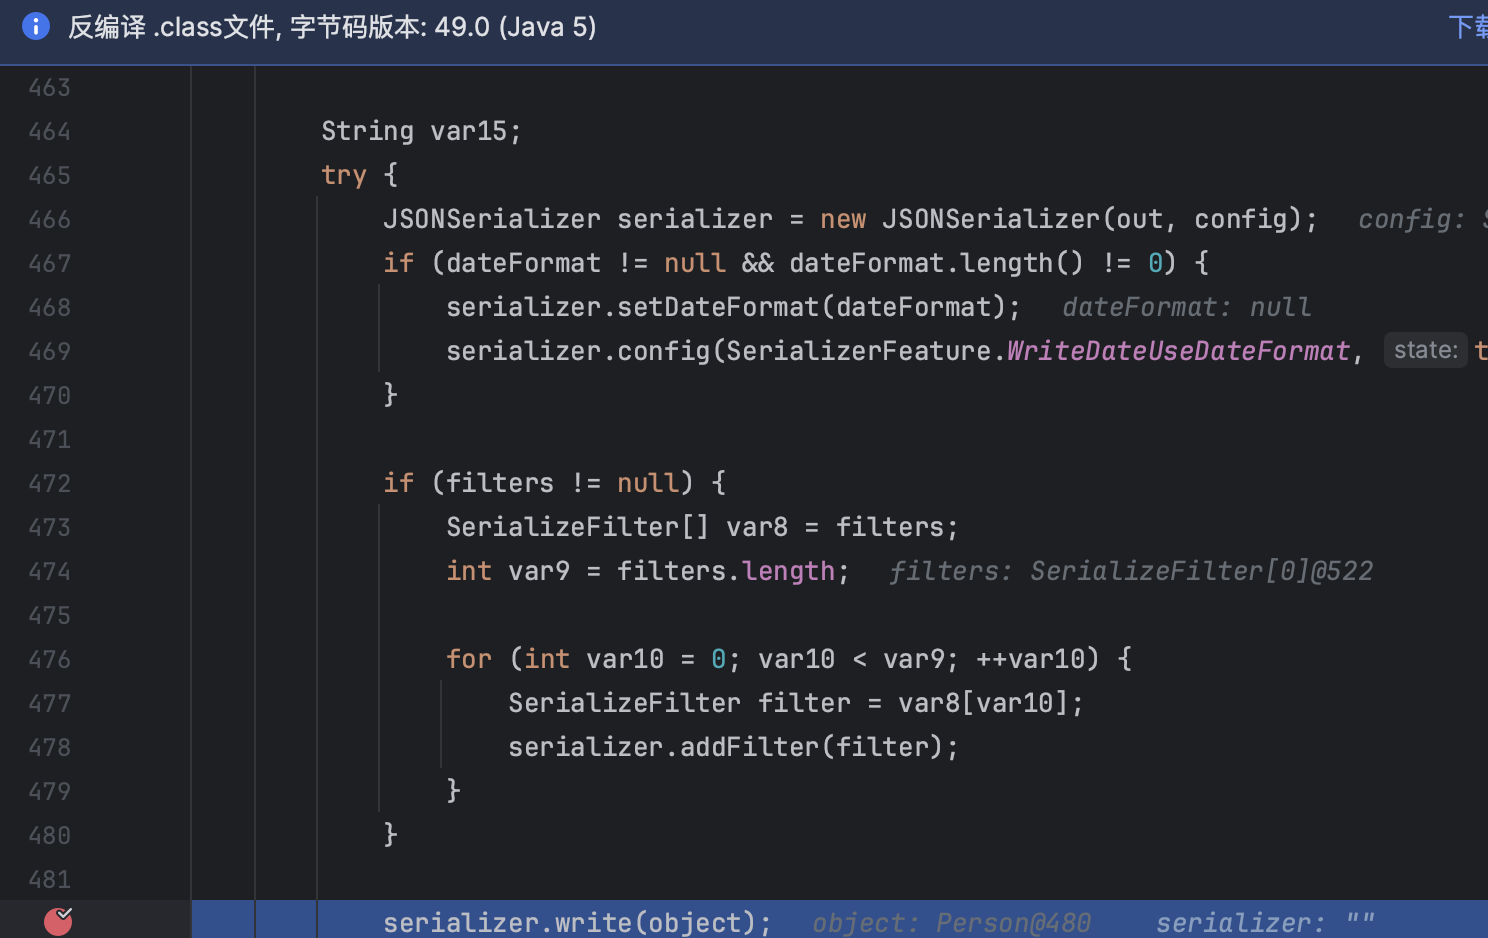 反编译 .class文件, 字节码版本: 49.0 (Java 5) 下载
463
464 String var15;
465 try {
466 JSONSerializer serializer = new JSONSerializer(out, config); config:
467 if (dateFormat != null && dateFormat.length() != 0) {
468 serializer.setDateFormat(dateFormat); dateFormat: null
469 serializer.config(SerializerFeature.WriteDateUseDateFormat, state: t
470 }
471
472 if (filters != null) {
473 SerializeFilter[] var8 = filters;
474 int var9 = filters.length; filters: SerializeFilter[0]@522
475
476 for (int var10 = 0; var10 < var9; ++var10) {
477 SerializeFilter filter = var8[var10];
478 serializer.addFilter(filter);
479 }
480 }
481
serializer.write(object); object: Person@480 serializer: ""